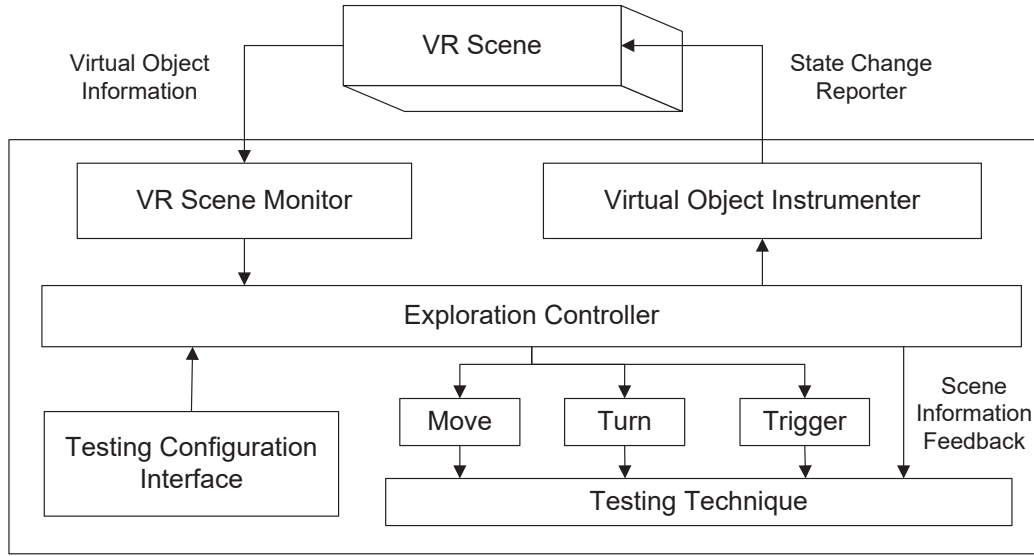 VR Scene
Virtual Object
Information
State Change
Reporter
VR Scene Monitor
Virtual Object Instrumenter
Exploration Controller
Move
Turn
Trigger
Scene
Information
Feedback
Testing Configuration
Interface
Testing Technique